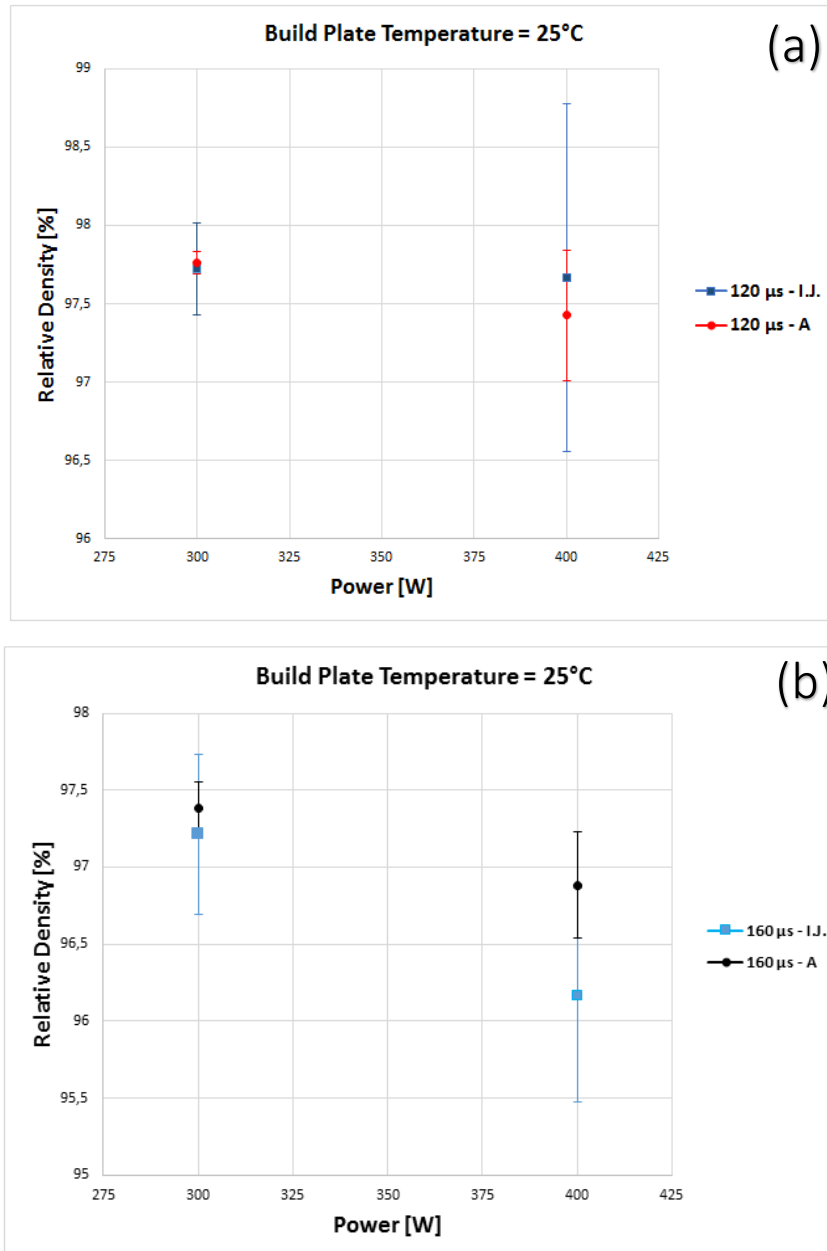 Build Plate Temperature = 25°C
(a)
99
98,5
98
97,5
97
96,5
96
Relative Density [%]
275
300
325
350
375
400
425
Power [W]
120 µs - I.J.
120 µs - A
Build Plate Temperature = 25°C
(b)
98
97,5
97
96,5
96
95,5
95
Relative Density [%]
275
300
325
350
375
400
425
Power [W]
160 µs - I.J.
160 µs - A